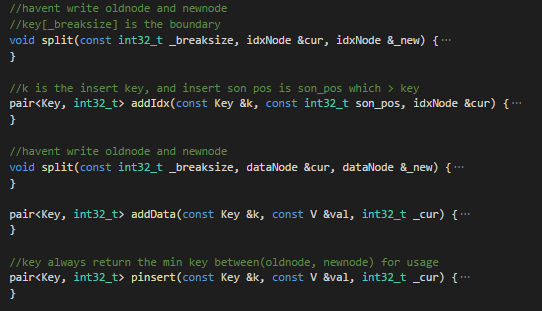 //havent write oldnode and newnode
//key[_breaksize] is the boundary
void split(const int32_t _breaksize, idxNode &cur, idxNode &_new) {···
}
//k is the insert key, and insert son pos is son_pos which > key
pair<Key, int32_t> addIdx(const Key &k, const int32_t son_pos, idxNode &cur) {···
}
//havent write oldnode and newnode
void split(const int32_t _breaksize, dataNode &cur, dataNode &_new) {···
}
pair<Key, int32_t> addData(const Key &k, const V &val, int32_t _cur) {···
}
//key always return the min key between(oldnode, newnode) for usage
pair<Key, int32_t> pinsert(const Key &k, const V &val, int32_t _cur) {···
}